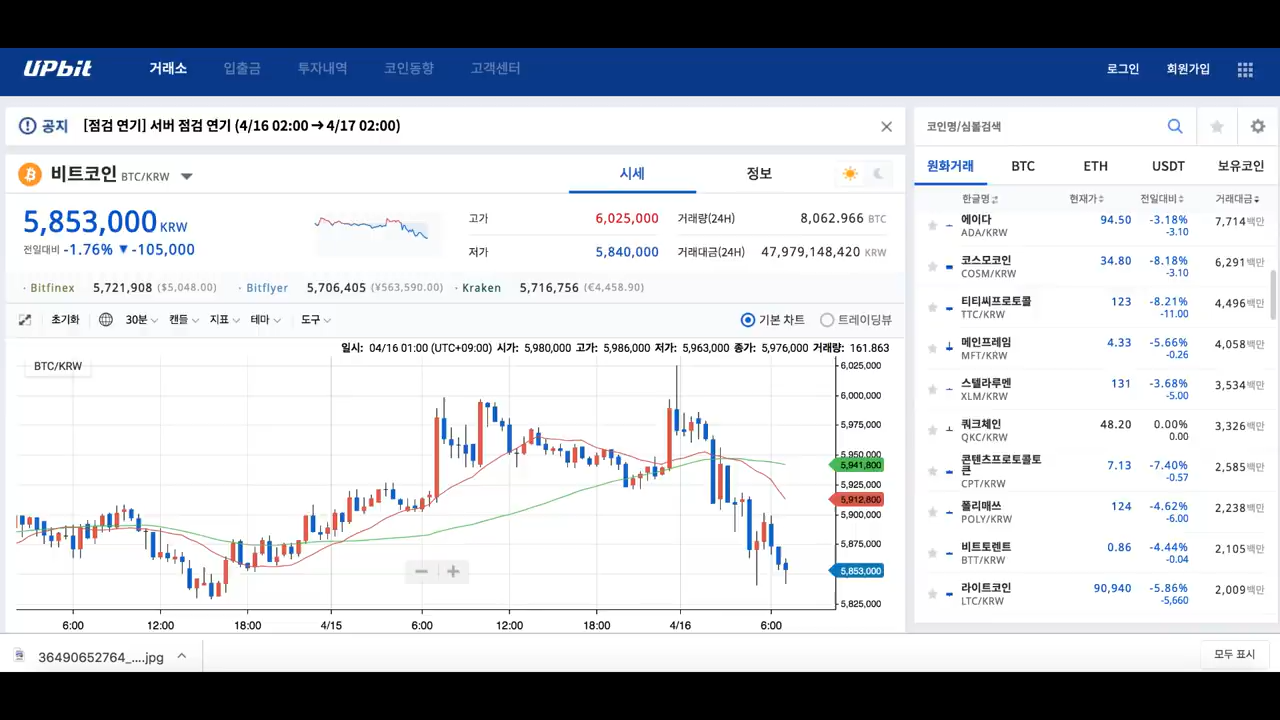 UPbit 거래소 입출금 투자내역 코인동향 고객센터 로그인 회원가입
공지 [점검 연기] 서버 점검 연기 (4/16 02:00 → 4/17 02:00)
비트코인 BTC/KRW
시세 정보
5,853,000 KRW
전일대비 -1.76% ▼ -105,000
고가 6,025,000 거래량(24H) 8,062.966 BTC
저가 5,840,000 거래대금(24H) 47,979,148,420 KRW
· Bitfinex 5,721,908 ($5,048.00) · Bitflyer 5,706,405 (¥563,590.00) · Kraken 5,716,756 (€4,458.90)
초기화 30분 캔들 지표 테마 도구 기본 차트 트레이딩뷰
일시: 04/16 01:00 (UTC+09:00) 시가: 5,980,000 고가: 5,986,000 저가: 5,963,000 종가: 5,976,000 거래량: 161.863
BTC/KRW
6,025,000
6,000,000
5,975,000
5,950,000
5,941,800
5,925,000
5,912,800
5,900,000
5,875,000
5,853,000
5,825,000
− +
6:00 12:00 18:00 4/15 6:00 12:00 18:00 4/16 6:00
코인명/심볼검색
원화거래 BTC ETH USDT 보유코인
한글명 현재가 전일대비 거래대금
에이다 94.50 -3.18% 7,714백만
ADA/KRW -3.10
코스모코인 34.80 -8.18% 6,291백만
COSM/KRW -3.10
티티씨프로토콜 123 -8.21% 4,496백만
TTC/KRW -11.00
메인프레임 4.33 -5.66% 4,058백만
MFT/KRW -0.26
스텔라루멘 131 -3.68% 3,534백만
XLM/KRW -5.00
쿼크체인 48.20 0.00% 3,326백만
QKC/KRW 0.00
콘텐츠프로토콜토
큰 7.13 -7.40% 2,585백만
CPT/KRW -0.57
폴리매쓰 124 -4.62% 2,238백만
POLY/KRW -6.00
비트토렌트 0.86 -4.44% 2,105백만
BTT/KRW -0.04
라이트코인 90,940 -5.86% 2,009백만
LTC/KRW -5,660
36490652764_....jpg
모두 표시